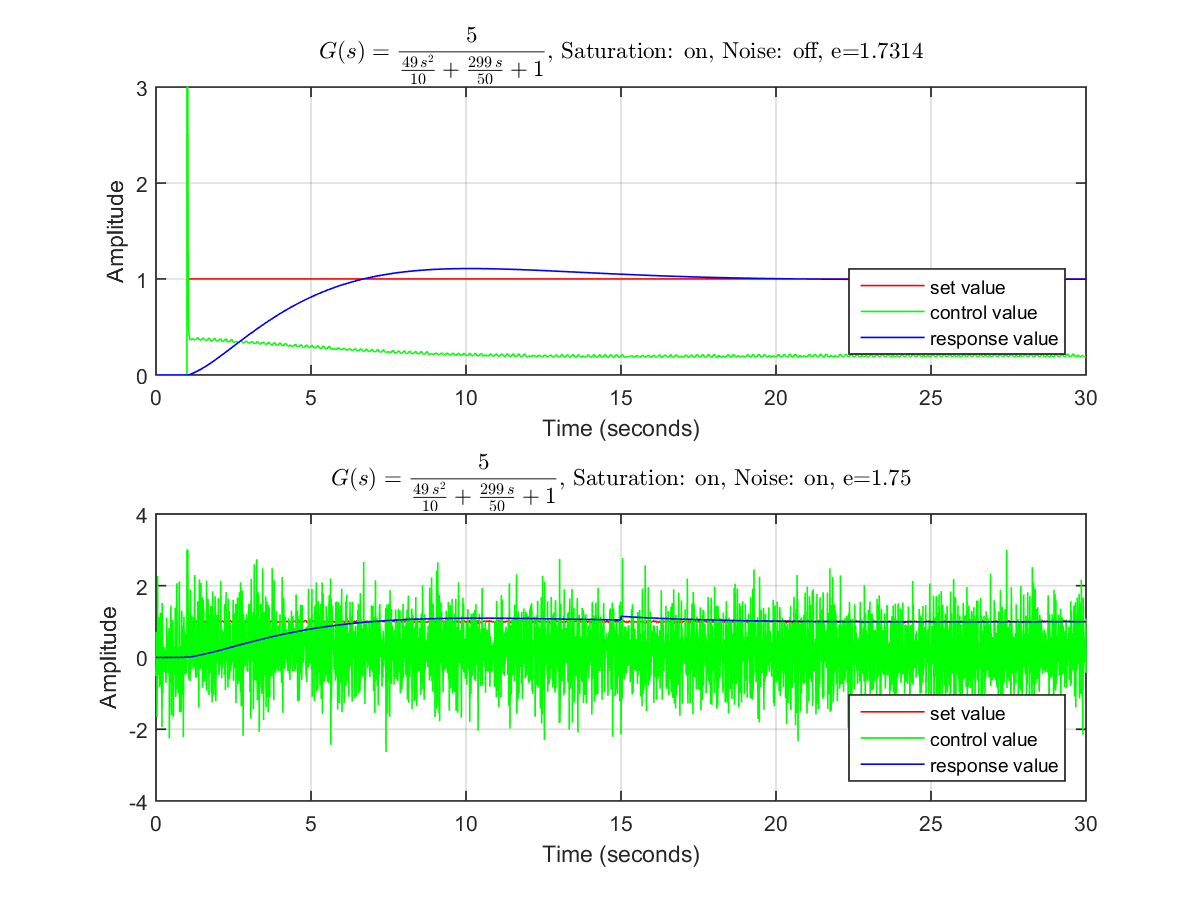 G(s) = 5 / (49 s²/10 + 299 s/50 + 1), Saturation: on, Noise: off, e=1.7314
3
2
1
0
Amplitude
set value
control value
response value
0 5 10 15 20 25 30
Time (seconds)
G(s) = 5 / (49 s²/10 + 299 s/50 + 1), Saturation: on, Noise: on, e=1.75
4
2
0
-2
-4
Amplitude
set value
control value
response value
0 5 10 15 20 25 30
Time (seconds)